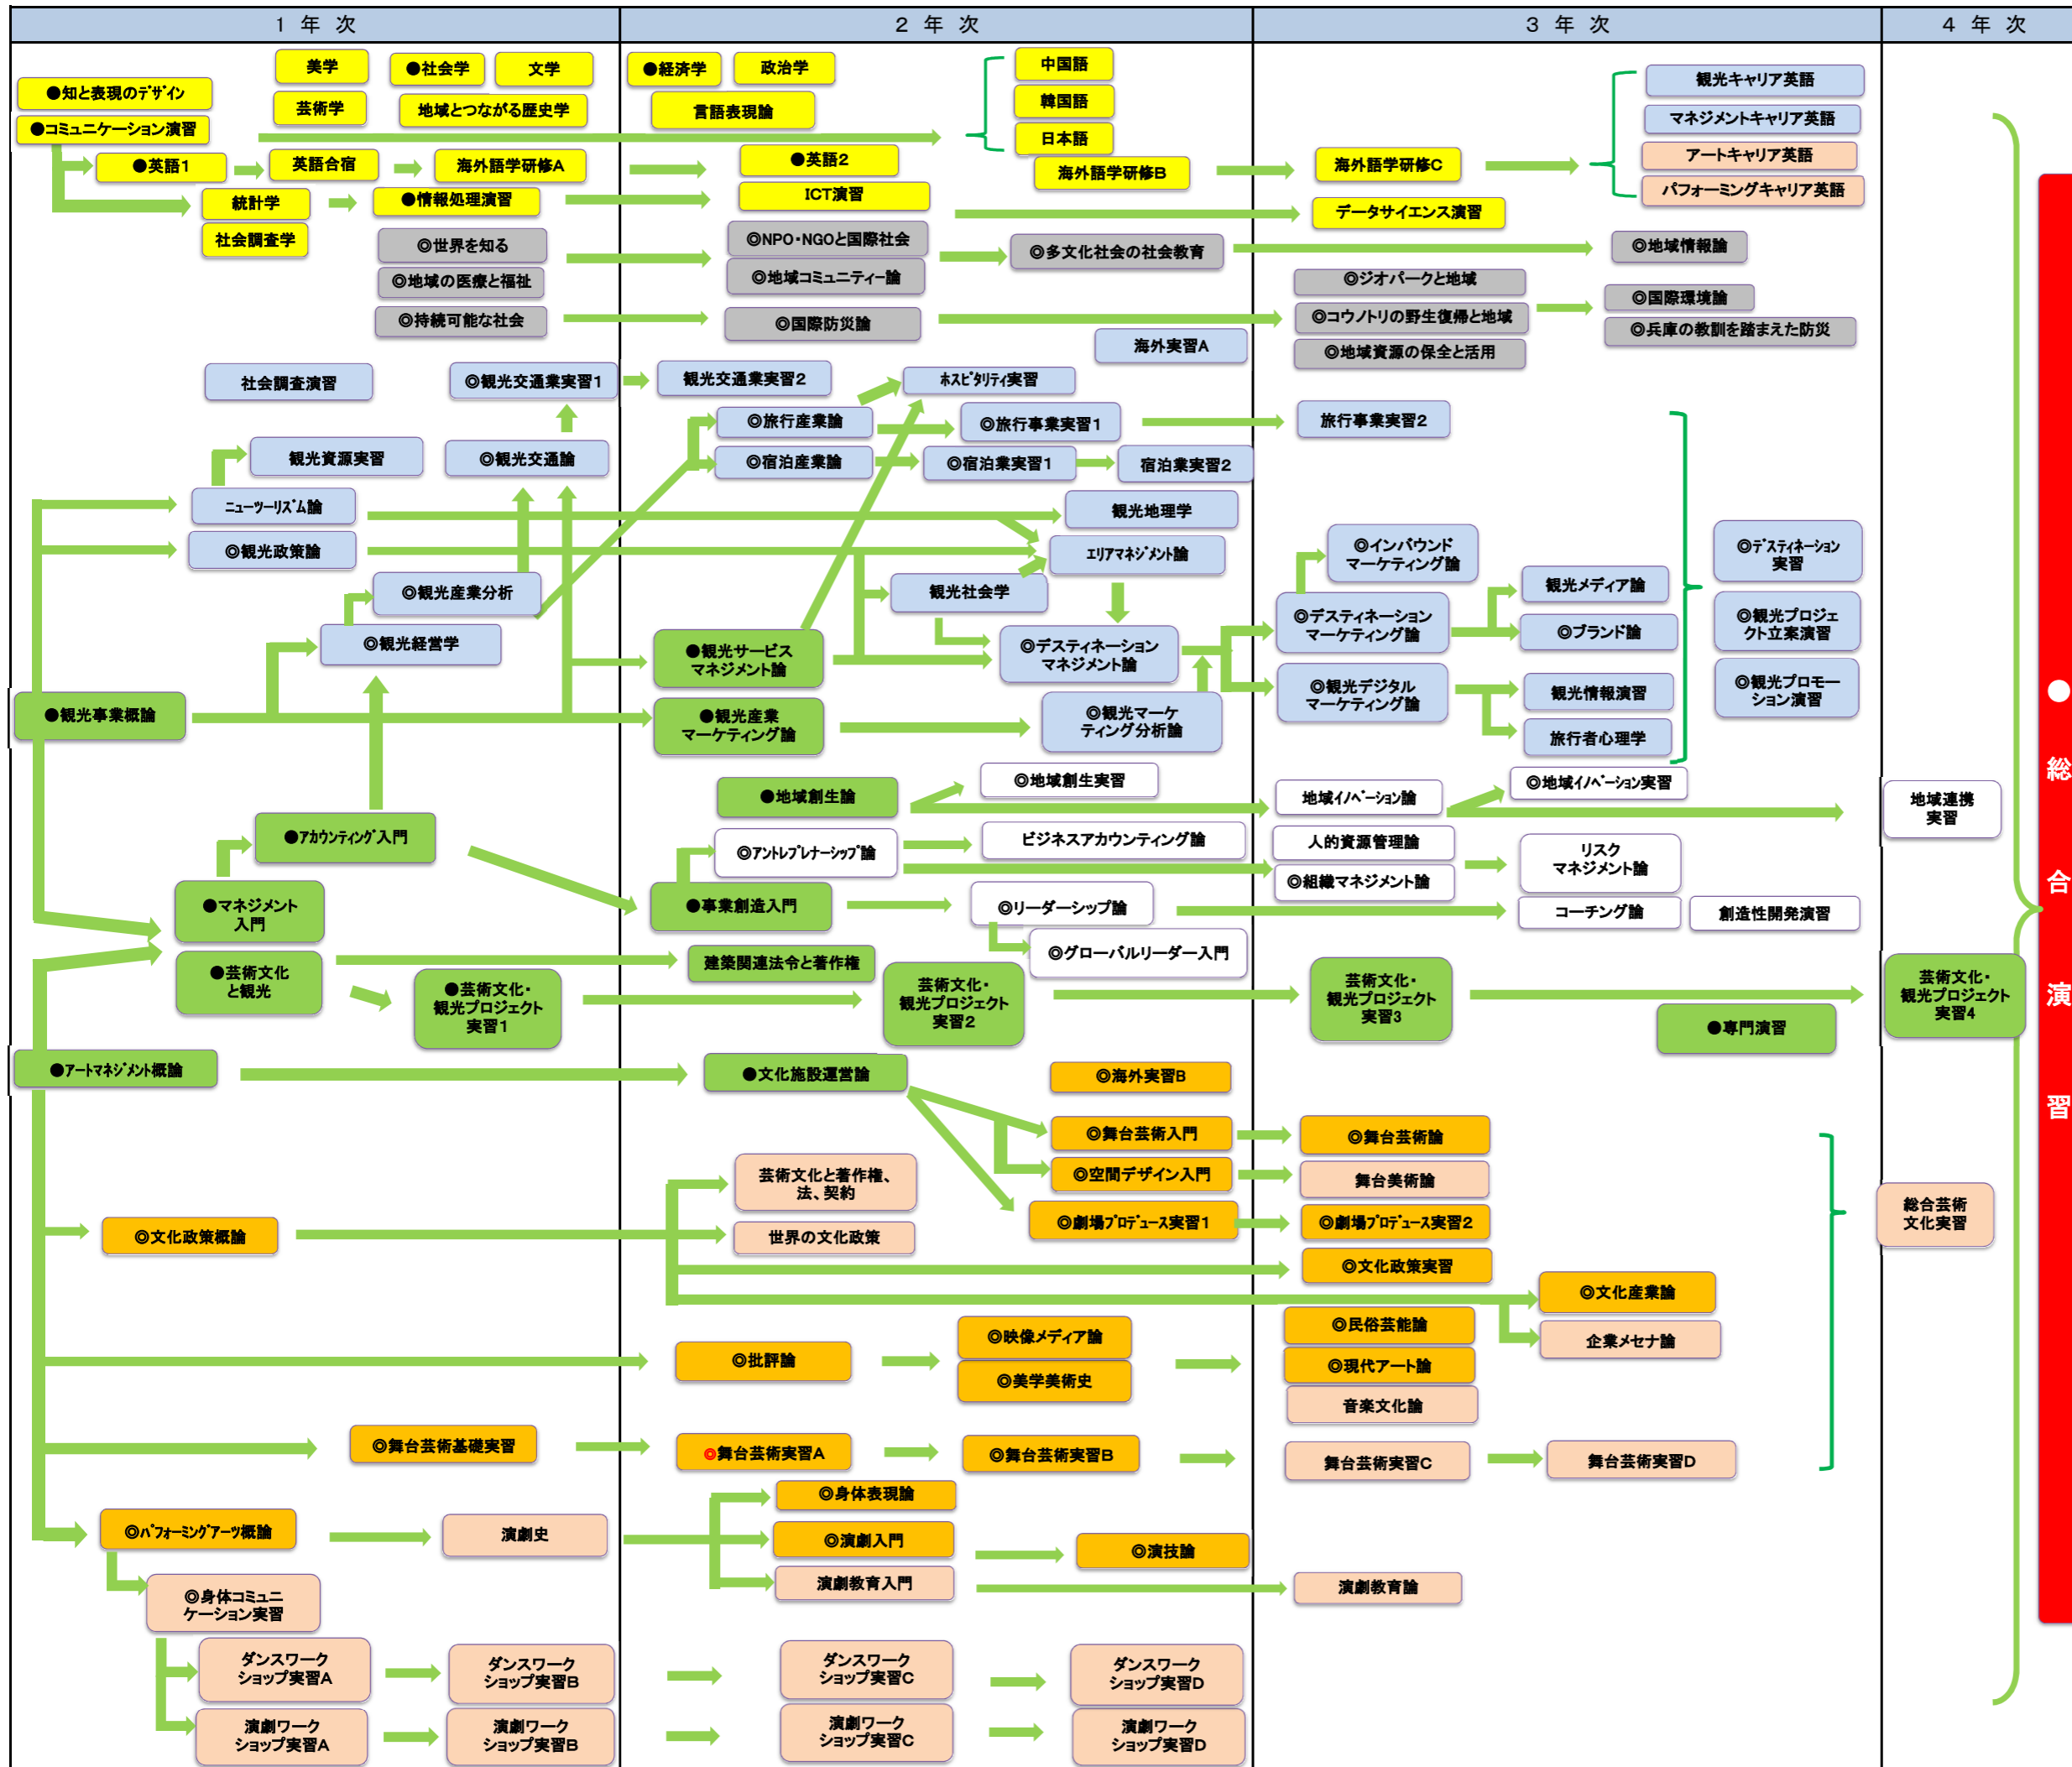 １ 年 次
２ 年 次
３ 年 次
４ 年 次
美学
●社会学
文学
●経済学
政治学
中国語
観光キャリア英語
●知と表現のデザイン
芸術学
地域とつながる歴史学
言語表現論
韓国語
マネジメントキャリア英語
●コミュニケーション演習
日本語
アートキャリア英語
●英語1
英語合宿
海外語学研修A
●英語2
海外語学研修B
海外語学研修C
パフォーミングキャリア英語
統計学
●情報処理演習
ICT演習
データサイエンス演習
社会調査学
◎世界を知る
◎NPO・NGOと国際社会
◎多文化社会の社会教育
◎地域情報論
◎地域の医療と福祉
◎地域コミュニティー論
◎ジオパークと地域
◎国際環境論
◎持続可能な社会
◎国際防災論
◎コウノトリの野生復帰と地域
◎兵庫の教訓を踏まえた防災
海外実習A
◎地域資源の保全と活用
社会調査演習
◎観光交通業実習1
観光交通業実習2
ホスピタリティ実習
◎旅行産業論
◎旅行事業実習1
旅行事業実習2
観光資源実習
◎観光交通論
◎宿泊産業論
◎宿泊業実習1
宿泊業実習2
ニューツーリズム論
観光地理学
◎観光政策論
エリアマネジメント論
◎インバウンド
マーケティング論
◎デスティネーション
実習
◎観光産業分析
観光社会学
観光メディア論
◎観光経営学
●観光サービス
マネジメント論
◎デスティネーション
マネジメント論
◎デスティネーション
マーケティング論
◎ブランド論
◎観光プロジェ
クト立案演習
●観光事業概論
●観光産業
マーケティング論
◎観光マーケ
ティング分析論
◎観光デジタル
マーケティング論
観光情報演習
◎観光プロモー
ション演習
旅行者心理学
●地域創生論
◎地域創生実習
地域イノベーション論
◎地域イノベーション実習
地域連携
実習
●アカウンティング入門
◎アントレプレナーシップ論
ビジネスアカウンティング論
人的資源管理論
リスク
マネジメント論
◎組織マネジメント論
●マネジメント
入門
●事業創造入門
◎リーダーシップ論
コーチング論
創造性開発演習
●芸術文化
と観光
建築関連法令と著作権
◎グローバルリーダー入門
●芸術文化・
観光プロジェクト
実習1
芸術文化・
観光プロジェクト
実習2
芸術文化・
観光プロジェクト
実習3
芸術文化・
観光プロジェクト
実習4
●専門演習
●アートマネジメント概論
●文化施設運営論
◎海外実習B
◎舞台芸術入門
◎舞台芸術論
芸術文化と著作権、
法、契約
◎空間デザイン入門
舞台美術論
◎文化政策概論
世界の文化政策
◎劇場プロデュース実習1
◎劇場プロデュース実習2
総合芸術
文化実習
◎文化政策実習
◎文化産業論
◎批評論
◎映像メディア論
◎民俗芸能論
企業メセナ論
◎美学美術史
◎現代アート論
音楽文化論
◎舞台芸術基礎実習
◎舞台芸術実習A
◎舞台芸術実習B
舞台芸術実習C
舞台芸術実習D
◎パフォーミングアーツ概論
演劇史
◎身体表現論
◎演劇入門
◎演技論
演劇教育入門
演劇教育論
◎身体コミュニ
ケーション実習
ダンスワーク
ショップ実習A
ダンスワーク
ショップ実習B
ダンスワーク
ショップ実習C
ダンスワーク
ショップ実習D
演劇ワーク
ショップ実習A
演劇ワーク
ショップ実習B
演劇ワーク
ショップ実習C
演劇ワーク
ショップ実習D
●総合演習